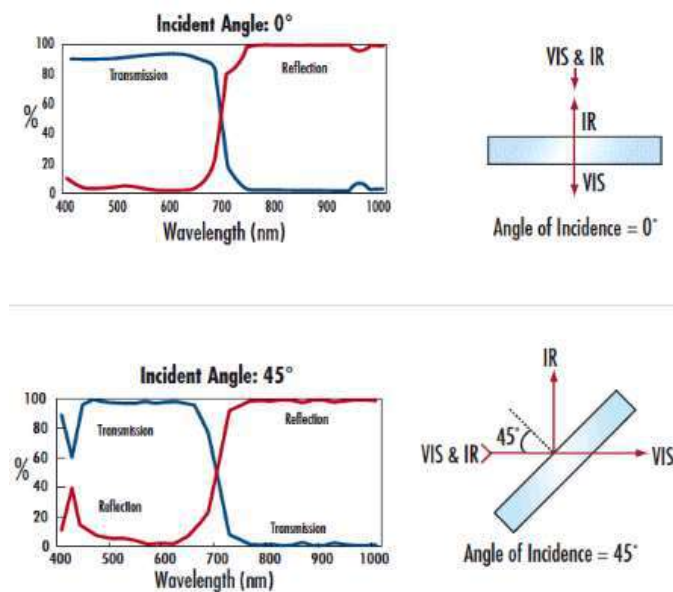 Incident Angle: 0°
100
80
60
40
20
0
%
Transmission
Reflection
400 500 600 700 800 900 1000
Wavelength (nm)
VIS & IR
IR
VIS
Angle of Incidence = 0°
Incident Angle: 45°
100
80
60
40
20
0
%
Transmission
Reflection
Reflection
Transmission
400 500 600 700 800 900 1000
Wavelength (nm)
IR
45°
VIS & IR
VIS
Angle of Incidence = 45°